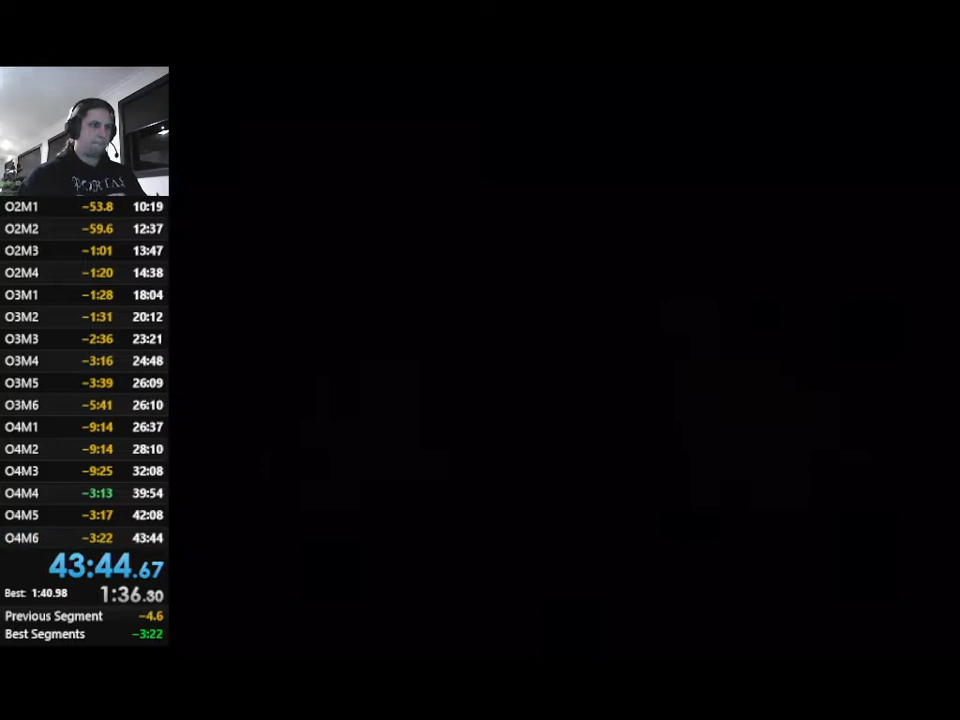 PORTAL
O2M1 −53.8 10:19
O2M2 −59.6 12:37
O2M3 −1:01 13:47
O2M4 −1:20 14:38
O3M1 −1:28 18:04
O3M2 −1:31 20:12
O3M3 −2:36 23:21
O3M4 −3:16 24:48
O3M5 −3:39 26:09
O3M6 −5:41 26:10
O4M1 −9:14 26:37
O4M2 −9:14 28:10
O4M3 −9:25 32:08
O4M4 −3:13 39:54
O4M5 −3:17 42:08
O4M6 −3:22 43:44
43:44.67
Best: 1:40.98 1:36.30
Previous Segment −4.6
Best Segments −3:22